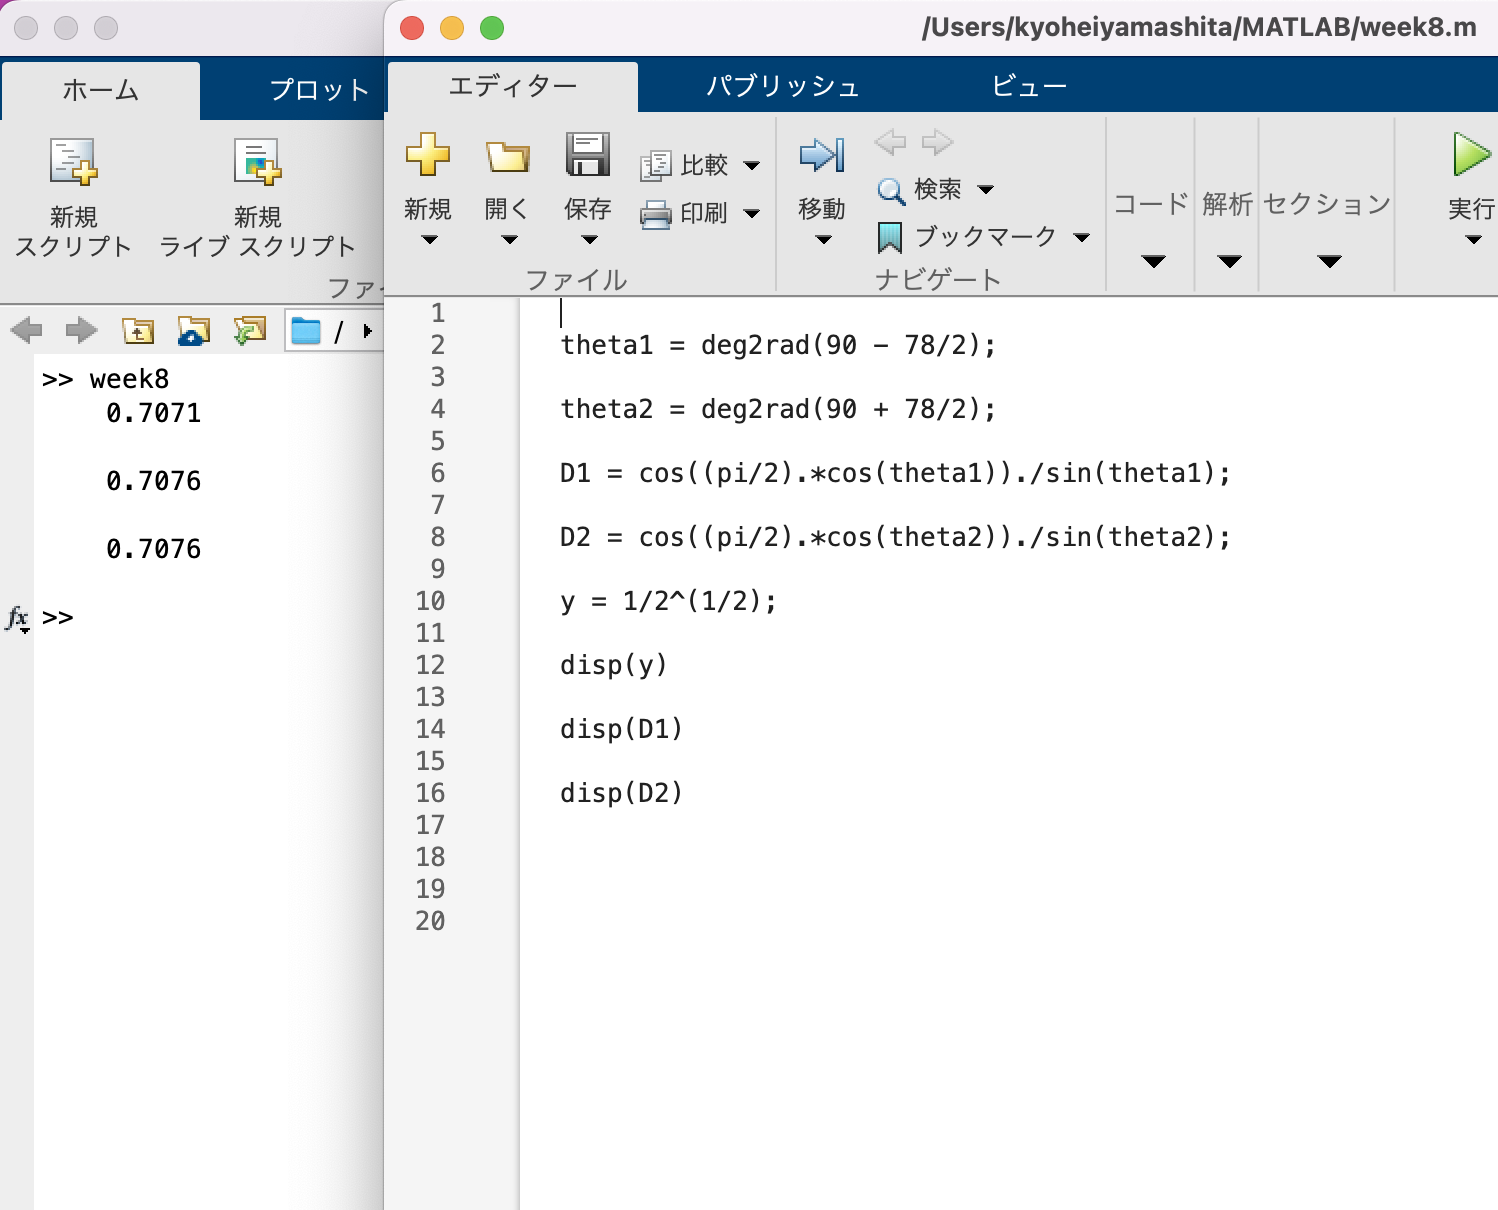 /Users/kyoheiyamashita/MATLAB/week8.m
ホーム
プロット
エディター
パブリッシュ
ビュー
新規
スクリプト
新規
ライブ スクリプト
新規
開く
保存
比較
印刷
ファイル
移動
検索
ブックマーク
ナビゲート
コード
解析
セクション
実行
/
>> week8
0.7071
0.7076
0.7076
fx >>
1
2 theta1 = deg2rad(90 - 78/2);
3
4 theta2 = deg2rad(90 + 78/2);
5
6 D1 = cos((pi/2).*cos(theta1))./sin(theta1);
7
8 D2 = cos((pi/2).*cos(theta2))./sin(theta2);
9
10 y = 1/2^(1/2);
11
12 disp(y)
13
14 disp(D1)
15
16 disp(D2)
17
18
19
20